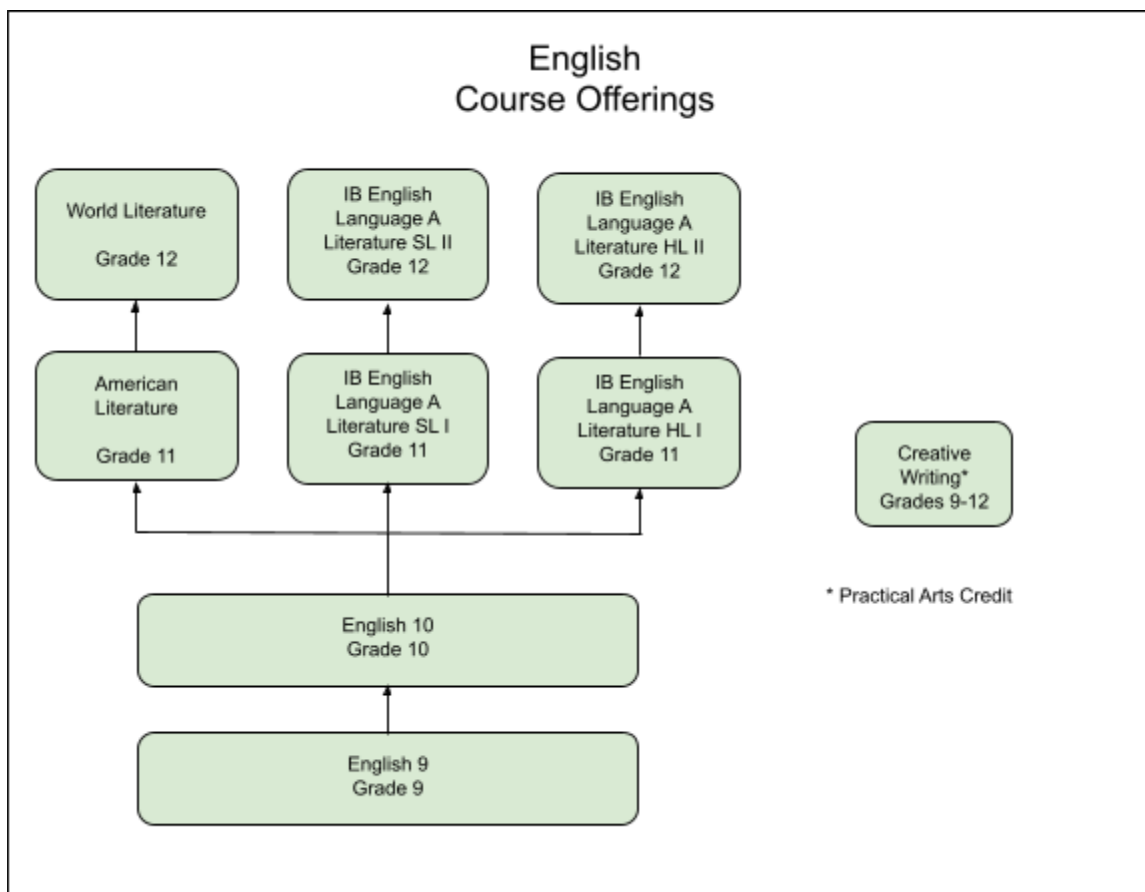 English
Course Offerings
World Literature
Grade 12
IB English
Language A
Literature SL II
Grade 12
IB English
Language A
Literature HL II
Grade 12
American
Literature
Grade 11
IB English
Language A
Literature SL I
Grade 11
IB English
Language A
Literature HL I
Grade 11
Creative
Writing*
Grades 9-12
* Practical Arts Credit
English 10
Grade 10
English 9
Grade 9